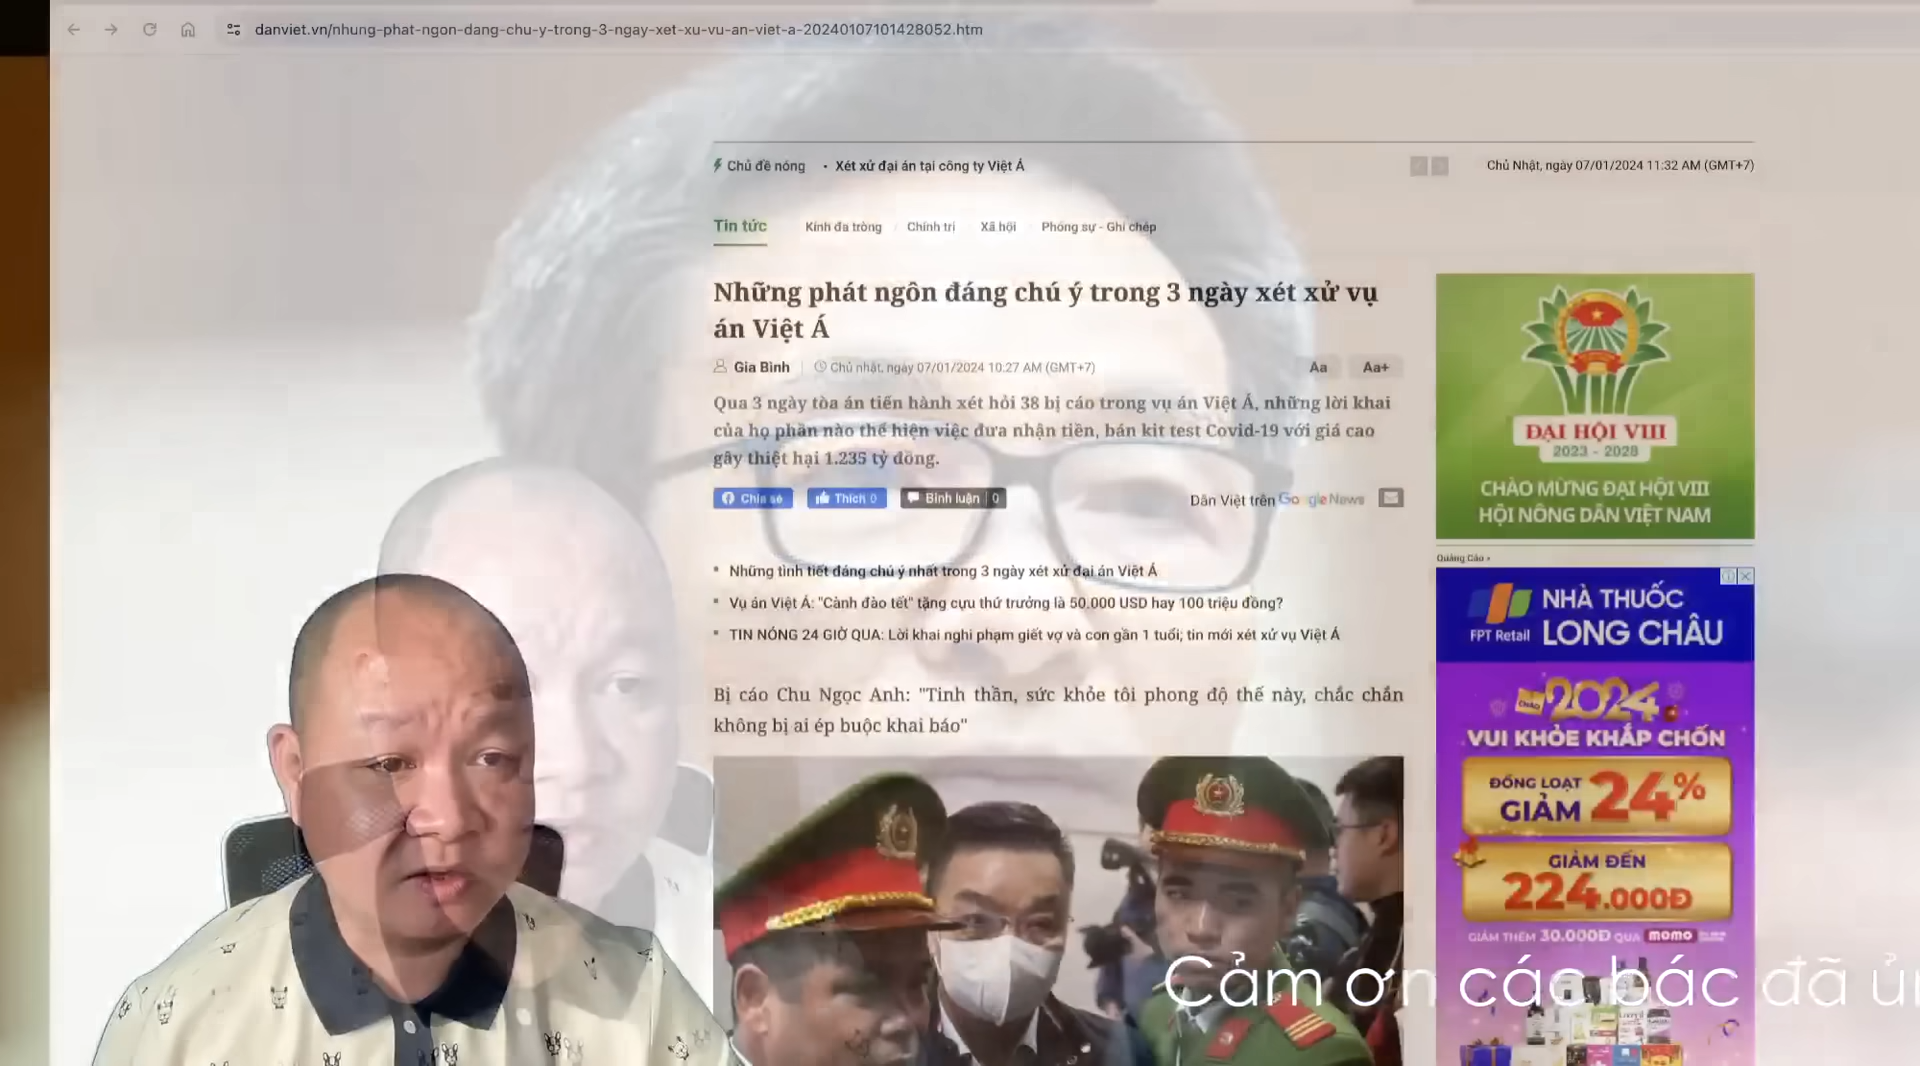 danviet.vn/nhung-phat-ngon-dang-chu-y-trong-3-ngay-xet-xu-vu-an-viet-a-20240107101428052.htm
Chủ đề nóng • Xét xử đại án tại công ty Việt Á
Chủ Nhật, ngày 07/01/2024 11:32 AM (GMT+7)
Tin tức Kính đa tròng Chính trị Xã hội Phóng sự - Ghi chép
Những phát ngôn đáng chú ý trong 3 ngày xét xử vụ
án Việt Á
Gia Bình Chủ nhật, ngày 07/01/2024 10:27 AM (GMT+7)
Aa Aa+
Qua 3 ngày tòa án tiến hành xét hỏi 38 bị cáo trong vụ án Việt Á, những lời khai
của họ phần nào thể hiện việc đưa nhận tiền, bán kit test Covid-19 với giá cao
gây thiệt hại 1.235 tỷ đồng.
Chia sẻ Thích 0 Bình luận 0
Dân Việt trên Google News
• Những tình tiết đáng chú ý nhất trong 3 ngày xét xử đại án Việt Á
• Vụ án Việt Á: "Cành đào tết" tặng cựu thứ trưởng là 50.000 USD hay 100 triệu đồng?
• TIN NÓNG 24 GIỜ QUA: Lời khai nghi phạm giết vợ và con gần 1 tuổi; tin mới xét xử vụ Việt Á
Bị cáo Chu Ngọc Anh: "Tinh thần, sức khỏe tôi phong độ thế này, chắc chắn
không bị ai ép buộc khai báo"
ĐẠI HỘI VIII
2023 - 2028
CHÀO MỪNG ĐẠI HỘI VIII
HỘI NÔNG DÂN VIỆT NAM
Quảng Cáo
FPT Retail
NHÀ THUỐC
LONG CHÂU
CHÀO 2024
VUI KHỎE KHẮP CHỐN
ĐỒNG LOẠT
GIẢM 24%
GIẢM ĐẾN
224.000Đ
GIẢM THÊM 30.000Đ QUA momo
Cảm ơn các bác đã ủ